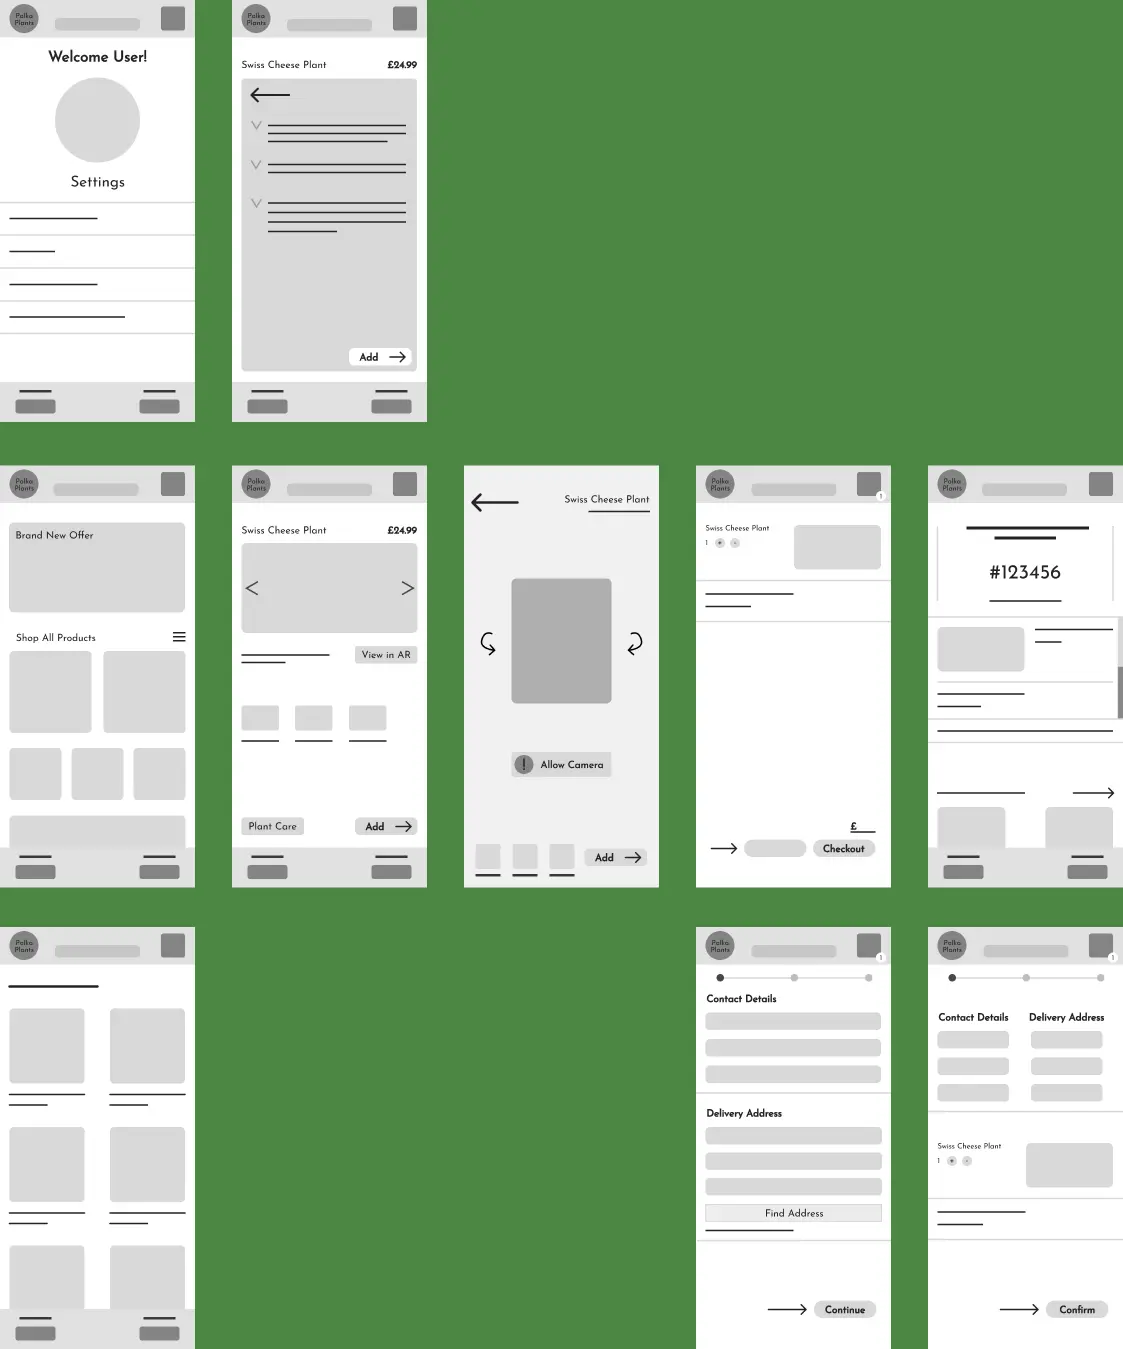 Polka
Plants
Welcome User!
Settings
Polka
Plants
Swiss Cheese Plant
£24.99
Add
Polka
Plants
Brand New Offer
Shop All Products
Polka
Plants
Swiss Cheese Plant
£24.99
View in AR
Plant Care
Add
Swiss Cheese Plant
!
Allow Camera
Add
Polka
Plants
1
Swiss Cheese Plant
1
£
Checkout
Polka
Plants
#123456
Polka
Plants
Polka
Plants
1
Contact Details
Delivery Address
Find Address
Continue
Polka
Plants
1
Contact Details
Delivery Address
Swiss Cheese Plant
1
Confirm